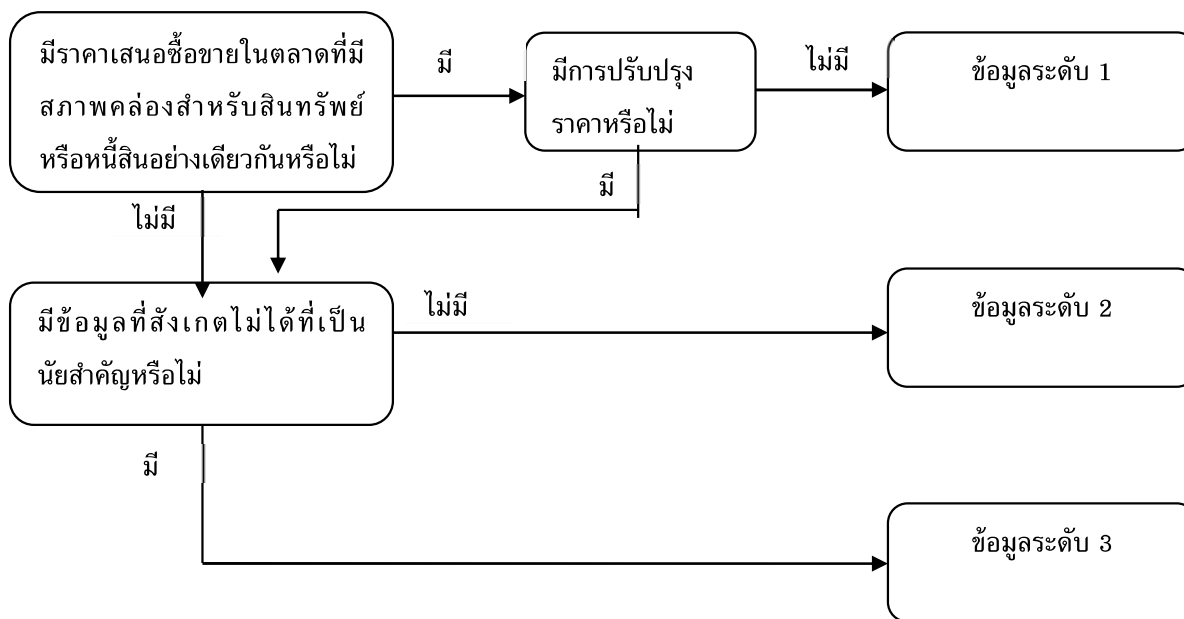 มีราคาเสนอซื้อขายในตลาดที่มี
สภาพคล่องสำหรับสินทรัพย์
หรือหนี้สินอย่างเดียวกันหรือไม่
มี
มีการปรับปรุง
ราคาหรือไม่
ไม่มี
ข้อมูลระดับ 1
มี
ไม่มี
มีข้อมูลที่สังเกตไม่ได้ที่เป็น
นัยสำคัญหรือไม่
ไม่มี
ข้อมูลระดับ 2
มี
ข้อมูลระดับ 3